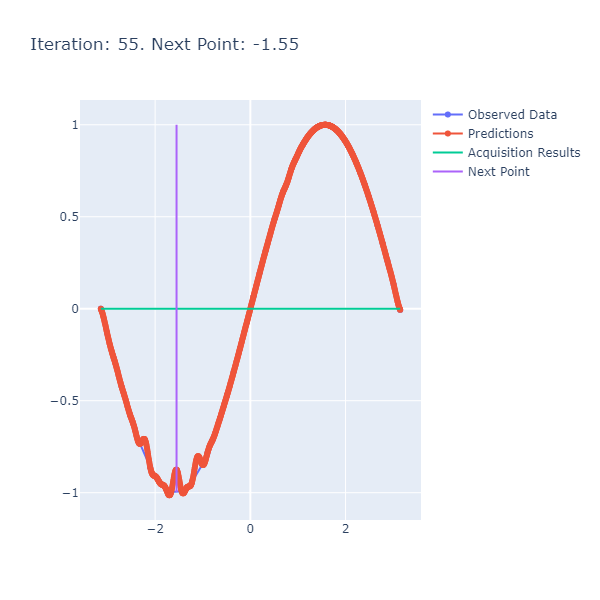 Iteration: 55. Next Point: -1.55
Observed Data
Predictions
Acquisition Results
Next Point
1
0.5
0
−0.5
−1
−2
0
2